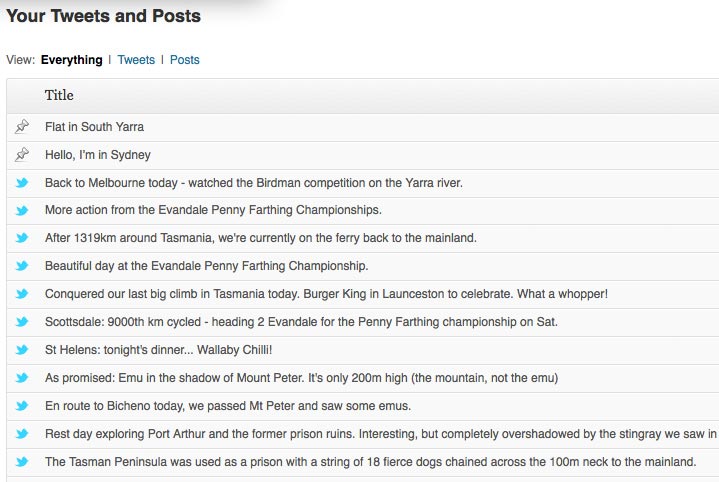 Your Tweets and Posts
View: Everything | Tweets | Posts
Title
Flat in South Yarra
Hello, I'm in Sydney
Back to Melbourne today - watched the Birdman competition on the Yarra river.
More action from the Evandale Penny Farthing Championships.
After 1319km around Tasmania, we're currently on the ferry back to the mainland.
Beautiful day at the Evandale Penny Farthing Championship.
Conquered our last big climb in Tasmania today. Burger King in Launceston to celebrate. What a whopper!
Scottsdale: 9000th km cycled - heading 2 Evandale for the Penny Farthing championship on Sat.
St Helens: tonight's dinner... Wallaby Chilli!
As promised: Emu in the shadow of Mount Peter. It's only 200m high (the mountain, not the emu)
En route to Bicheno today, we passed Mt Peter and saw some emus.
Rest day exploring Port Arthur and the former prison ruins. Interesting, but completely overshadowed by the stingray we saw in
The Tasman Peninsula was used as a prison with a string of 18 fierce dogs chained across the 100m neck to the mainland.